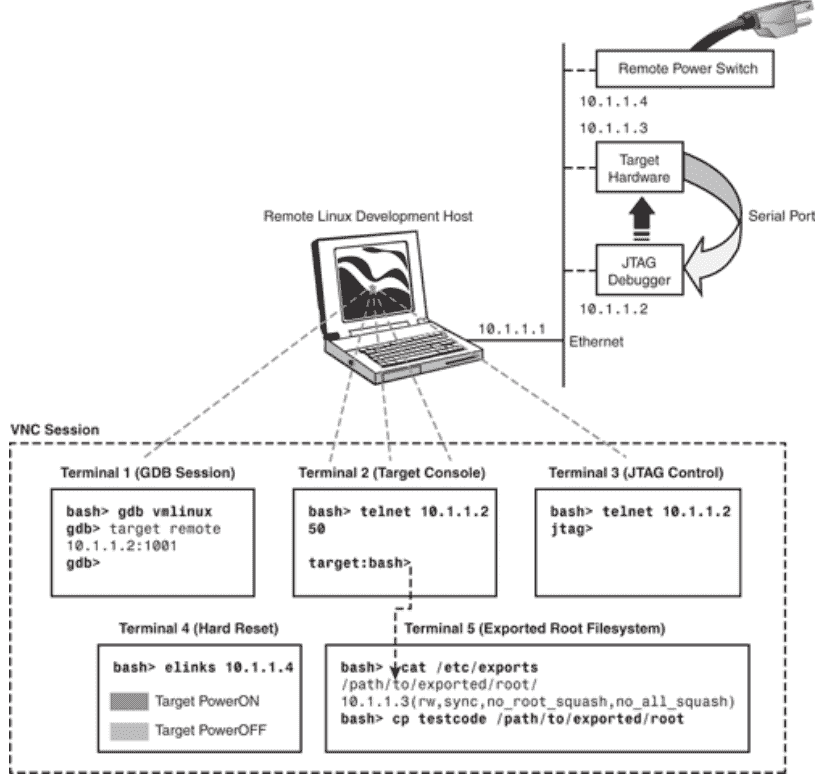 Remote Power Switch
10.1.1.4
10.1.1.3
Target
Hardware
Remote Linux Development Host
Serial Port
JTAG
Debugger
10.1.1.2
10.1.1.1
Ethernet
VNC Session
Terminal 1 (GDB Session)
bash> gdb vmlinux
gdb> target remote
10.1.1.2:1001
gdb>
Terminal 2 (Target Console)
bash> telnet 10.1.1.2
50
target:bash>
Terminal 3 (JTAG Control)
bash> telnet 10.1.1.2
jtag>
Terminal 4 (Hard Reset)
bash> elinks 10.1.1.4
Target PowerON
Target PowerOFF
Terminal 5 (Exported Root Filesystem)
bash> cat /etc/exports
/path/to/exported/root/
10.1.1.3(rw,sync,no_root_squash,no_all_squash)
bash> cp testcode /path/to/exported/root